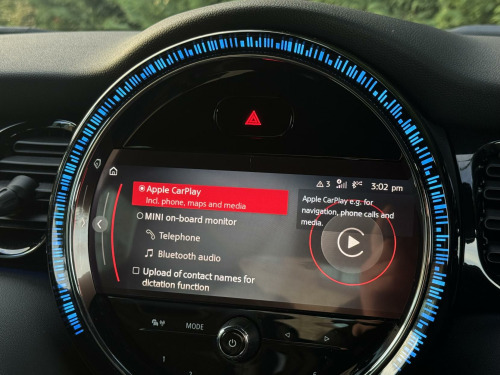 3 3:02 pm
Apple CarPlay
Incl. phone, maps and media
MINI on-board monitor
Telephone
Bluetooth audio
Upload of contact names for
dictation function
Apple CarPlay e.g. for
navigation, phone calls and
media.
MODE